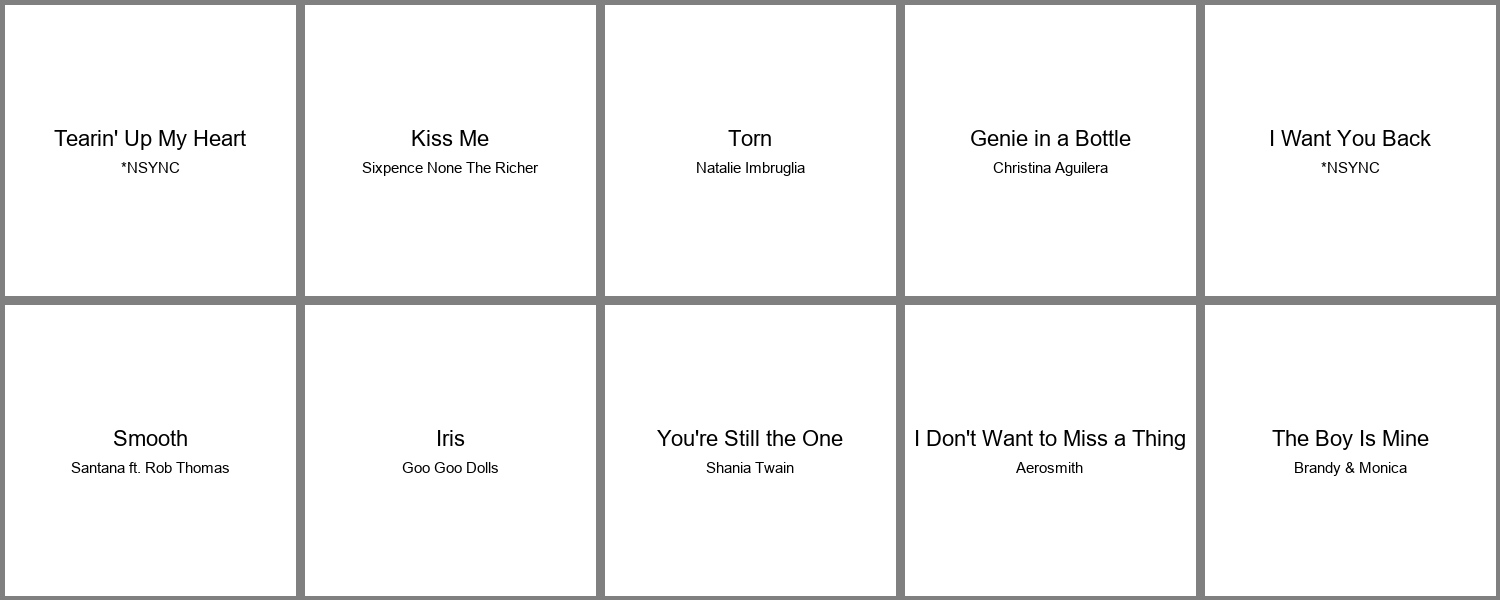 Tearin' Up My Heart
*NSYNC
Kiss Me
Sixpence None The Richer
Torn
Natalie Imbruglia
Genie in a Bottle
Christina Aguilera
I Want You Back
*NSYNC
Smooth
Santana ft. Rob Thomas
Iris
Goo Goo Dolls
You're Still the One
Shania Twain
I Don't Want to Miss a Thing
Aerosmith
The Boy Is Mine
Brandy & Monica